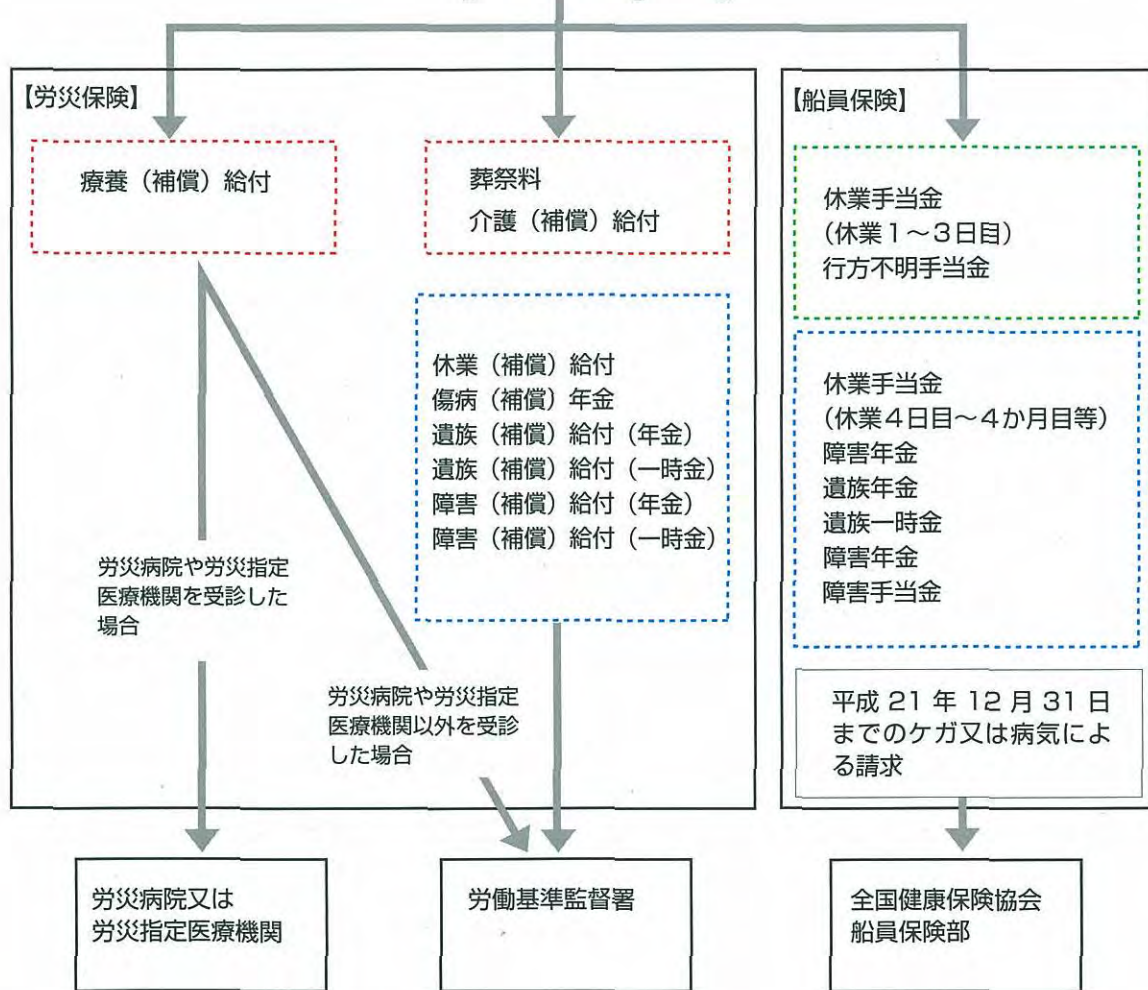 【労災保険】
療養(補償)給付
葬祭料
介護(補償)給付
休業(補償)給付
傷病(補償)年金
遺族(補償)給付(年金)
遺族(補償)給付(一時金)
障害(補償)給付(年金)
障害(補償)給付(一時金)
労災病院や労災指定
医療機関を受診した
場合
労災病院や労災指定
医療機関以外を受診
した場合
【船員保険】
休業手当金
(休業1～3日目)
行方不明手当金
休業手当金
(休業4日目～4か月目等)
障害年金
遺族年金
遺族一時金
障害年金
障害手当金
平成 21 年 12 月 31 日
までのケガ又は病気によ
る請求
労災病院又は
労災指定医療機関
労働基準監督署
全国健康保険協会
船員保険部